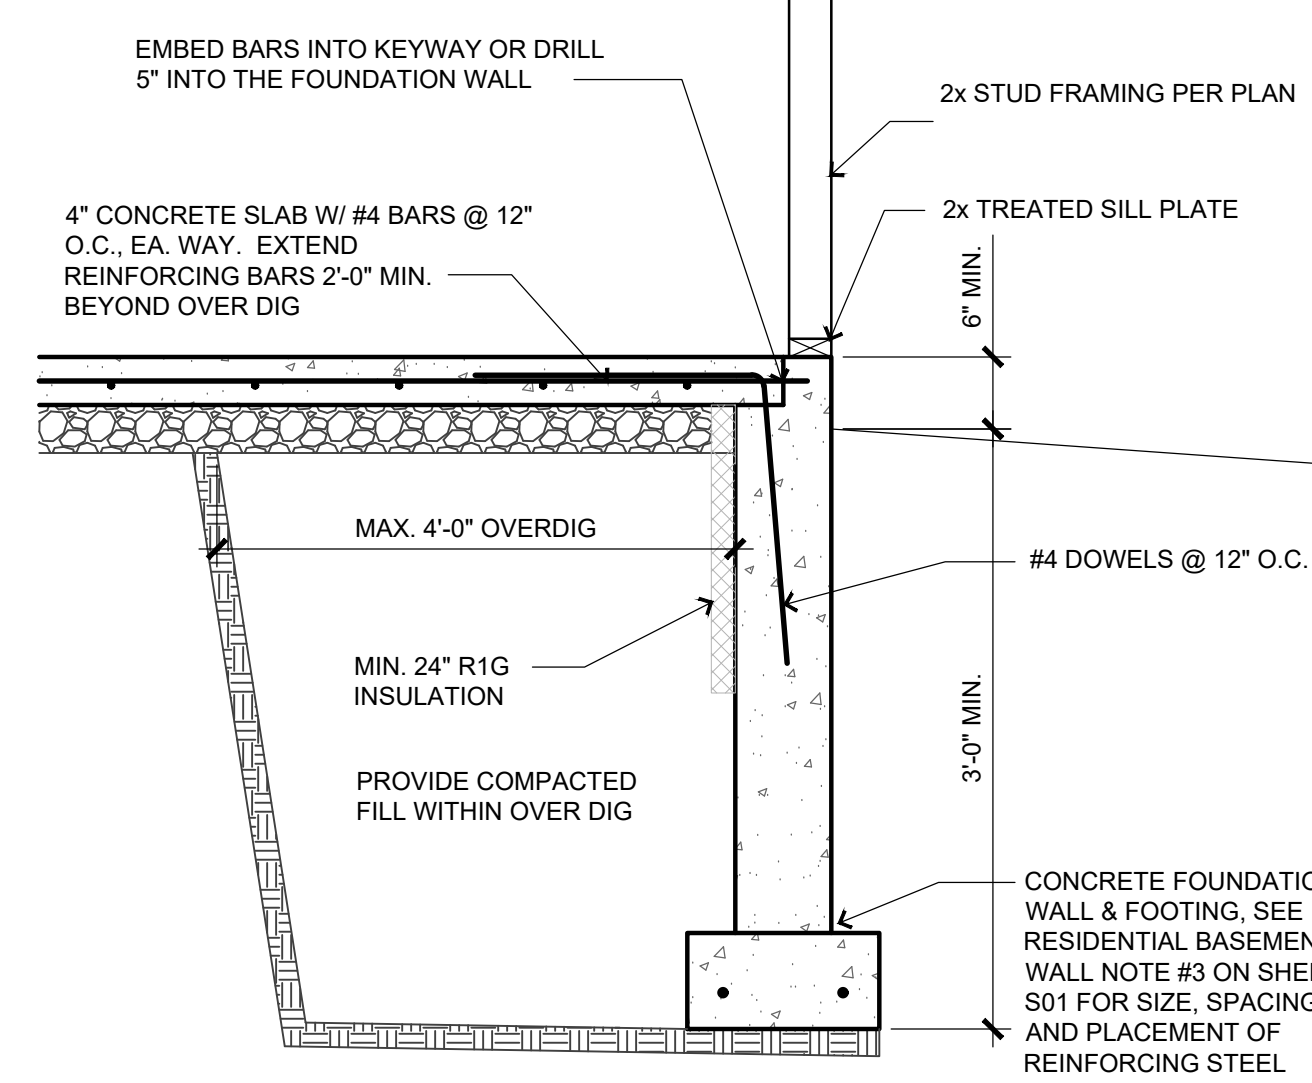 EMBED BARS INTO KEYWAY OR DRILL
5" INTO THE FOUNDATION WALL
2x STUD FRAMING PER PLAN
4" CONCRETE SLAB W/ #4 BARS @ 12"
O.C., EA. WAY. EXTEND
REINFORCING BARS 2'-0" MIN.
BEYOND OVER DIG
2x TREATED SILL PLATE
6" MIN.
MAX. 4'-0" OVERDIG
#4 DOWELS @ 12" O.C.
MIN. 24" R1G
INSULATION
3'-0" MIN.
PROVIDE COMPACTED
FILL WITHIN OVER DIG
CONCRETE FOUNDATIO
WALL & FOOTING, SEE
RESIDENTIAL BASEMEN
WALL NOTE #3 ON SHE
S01 FOR SIZE, SPACING
AND PLACEMENT OF
REINFORCING STEEL